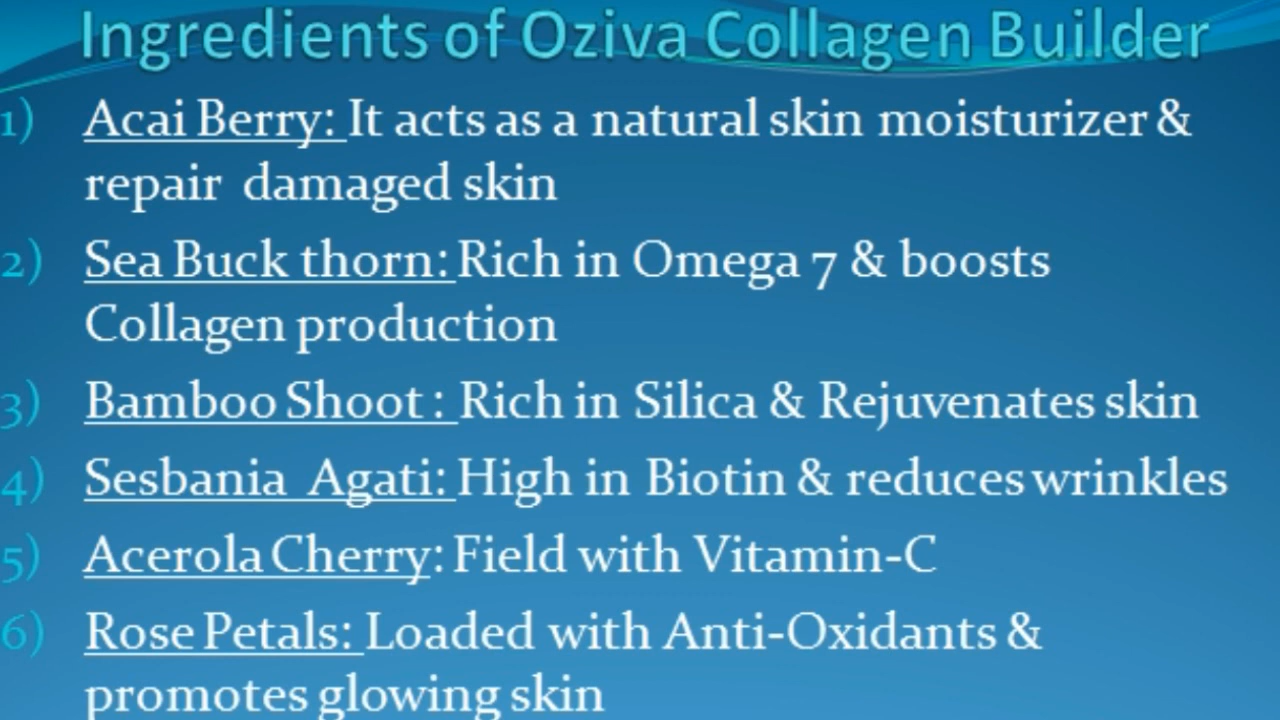 Ingredients of Oziva Collagen Builder
1) Acai Berry: It acts as a natural skin moisturizer &
repair damaged skin
2) Sea Buck thorn: Rich in Omega 7 & boosts
Collagen production
3) Bamboo Shoot : Rich in Silica & Rejuvenates skin
4) Sesbania Agati: High in Biotin & reduces wrinkles
5) Acerola Cherry: Field with Vitamin-C
6) Rose Petals: Loaded with Anti-Oxidants &
promotes glowing skin